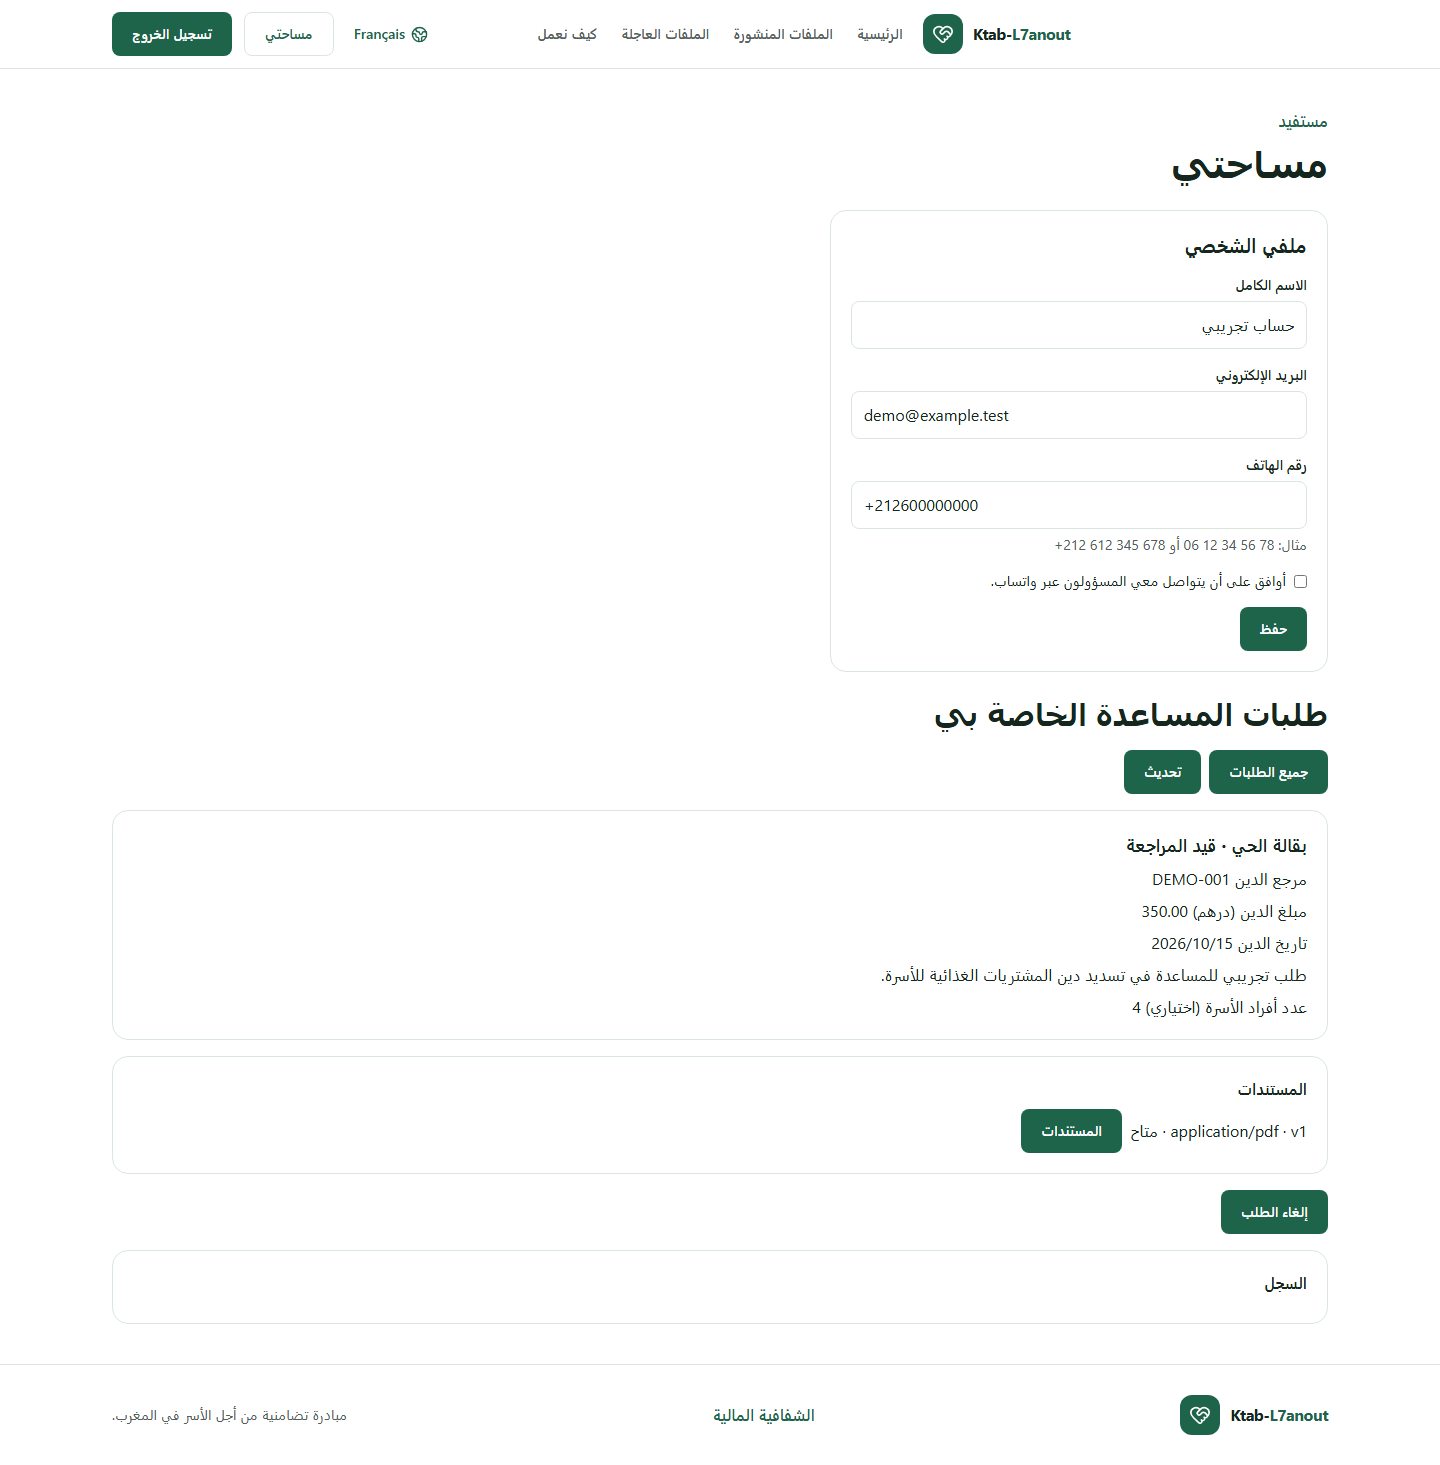 Ktab-L7anout
الرئيسية
الملفات المنشورة
الملفات العاجلة
كيف نعمل
Français
مساحتي
تسجيل الخروج
مستفيد
مساحتي
ملفي الشخصي
الاسم الكامل
حساب تجريبي
البريد الإلكتروني
demo@example.test
رقم الهاتف
+212600000000
مثال: 78 56 34 12 06 أو 678 345 612 212+
أوافق على أن يتواصل معي المسؤولون عبر واتساب.
حفظ
طلبات المساعدة الخاصة بي
جميع الطلبات
تحديث
بقالة الحي · قيد المراجعة
مرجع الدين DEMO-001
مبلغ الدين (درهم) 350.00
تاريخ الدين 2026/10/15
طلب تجريبي للمساعدة في تسديد دين المشتريات الغذائية للأسرة.
عدد أفراد الأسرة (اختياري) 4
المستندات
application/pdf · v1 · متاح
المستندات
إلغاء الطلب
السجل
Ktab-L7anout
الشفافية المالية
مبادرة تضامنية من أجل الأسر في المغرب.